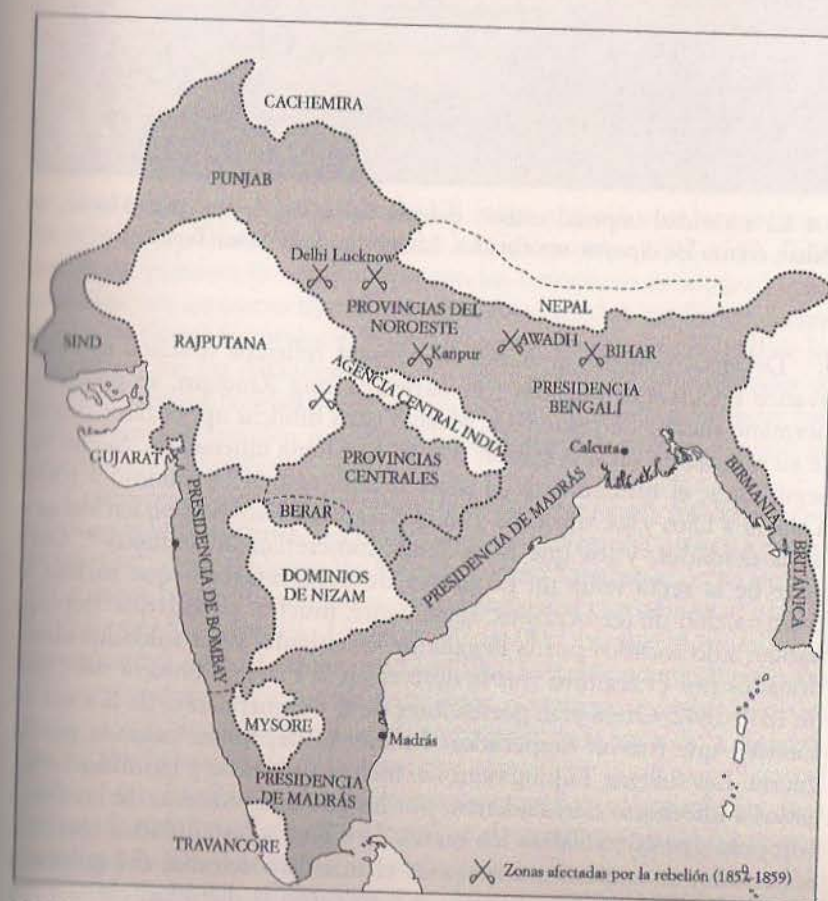 CACHEMIRA
PUNJAB
Delhi Lucknow
PROVINCIAS DEL
NOROESTE
NEPAL
SIND
RAJPUTANA
Kanpur
AWADH
BIHAR
AGENCIA CENTRAL INDIA
PRESIDENCIA
BENGALÍ
GUJARAT
PROVINCIAS
CENTRALES
Calcuta
BIRMANIA
BRITÁNICA
BERAR
PRESIDENCIA DE MADRÁS
PRESIDENCIA DE BOMBAY
DOMINIOS
DE NIZAM
MYSORE
Madrás
PRESIDENCIA
DE MADRÁS
TRAVANCORE
Zonas afectadas por la rebelión (1857-1859)